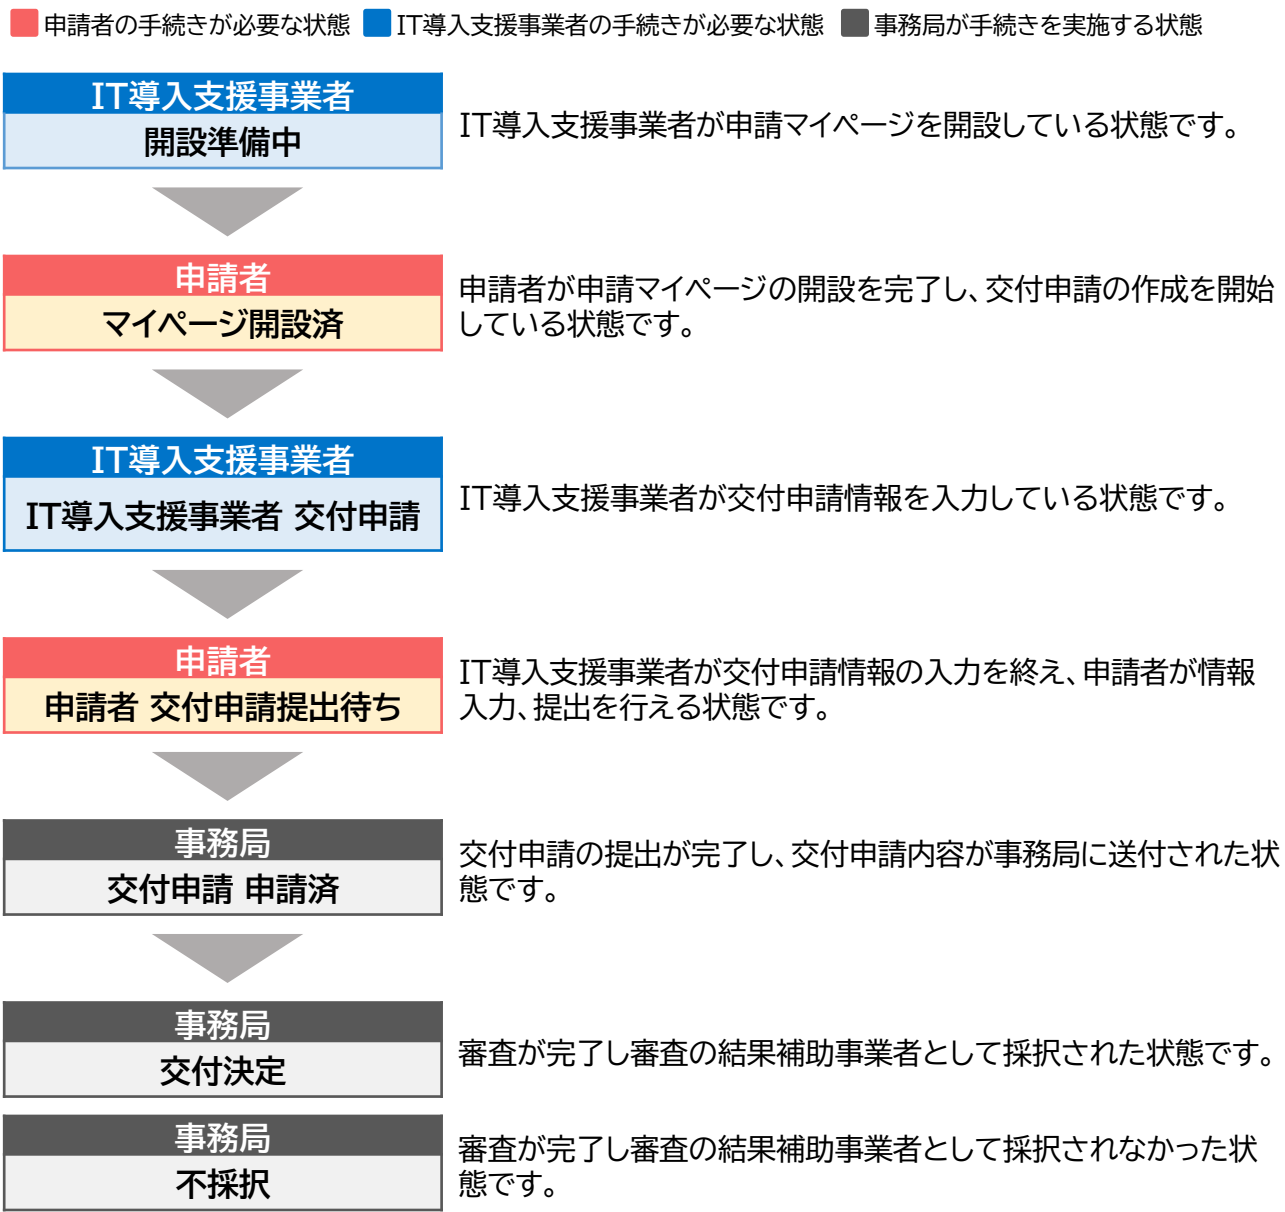 申請者の手続きが必要な状態 IT導入支援事業者の手続きが必要な状態 事務局が手続きを実施する状態
IT導入支援事業者
開設準備中
IT導入支援事業者が申請マイページを開設している状態です。
申請者
マイページ開設済
申請者が申請マイページの開設を完了し、交付申請の作成を開始
している状態です。
IT導入支援事業者
IT導入支援事業者 交付申請
IT導入支援事業者が交付申請情報を入力している状態です。
申請者
申請者 交付申請提出待ち
IT導入支援事業者が交付申請情報の入力を終え、申請者が情報
入力、提出を行える状態です。
事務局
交付申請 申請済
交付申請の提出が完了し、交付申請内容が事務局に送付された状
態です。
事務局
交付決定
審査が完了し審査の結果補助事業者として採択された状態です。
事務局
不採択
審査が完了し審査の結果補助事業者として採択されなかった状
態です。